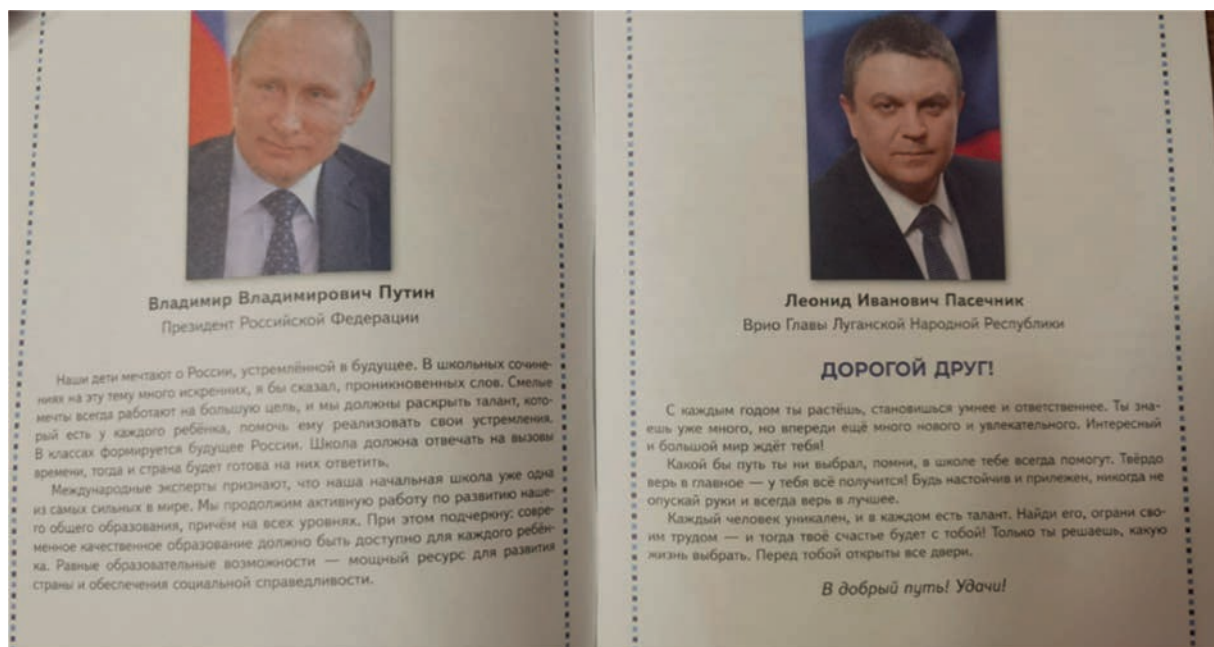 Владимир Владимирович Путин
Президент Российской Федерации
Наши дети мечтают о России, устремлённой в будущее. В школьных сочине-
ниях на эту тему много искренних, я бы сказал, проникновенных слов. Смелые
мечты всегда работают на большую цель, и мы должны раскрыть талант, кото-
рый есть у каждого ребёнка, помочь ему реализовать свои устремления.
В классах формируется будущее России. Школа должна отвечать на вызовы
времени, тогда и страна будет готова на них ответить.
Международные эксперты признают, что наша начальная школа уже одна
из самых сильных в мире. Мы продолжим активную работу по развитию наше-
го общего образования, причём на всех уровнях. При этом подчеркну: совре-
менное качественное образование должно быть доступно для каждого ребён-
ка. Равные образовательные возможности — мощный ресурс для развития
страны и обеспечения социальной справедливости.
Леонид Иванович Пасечник
Врио Главы Луганской Народной Республики
ДОРОГОЙ ДРУГ!
С каждым годом ты растёшь, становишься умнее и ответственнее. Ты зна-
ешь уже много, но впереди ещё много нового и увлекательного. Интересный
и большой мир ждёт тебя!
Какой бы путь ты ни выбрал, помни, в школе тебе всегда помогут. Твёрдо
верь в главное — у тебя всё получится! Будь настойчив и прилежен, никогда не
опускай руки и всегда верь в лучшее.
Каждый человек уникален, и в каждом есть талант. Найди его, ограни сво-
им трудом — и тогда твоё счастье будет с тобой! Только ты решаешь, какую
жизнь выбрать. Перед тобой открыты все двери.
В добрый путь! Удачи!